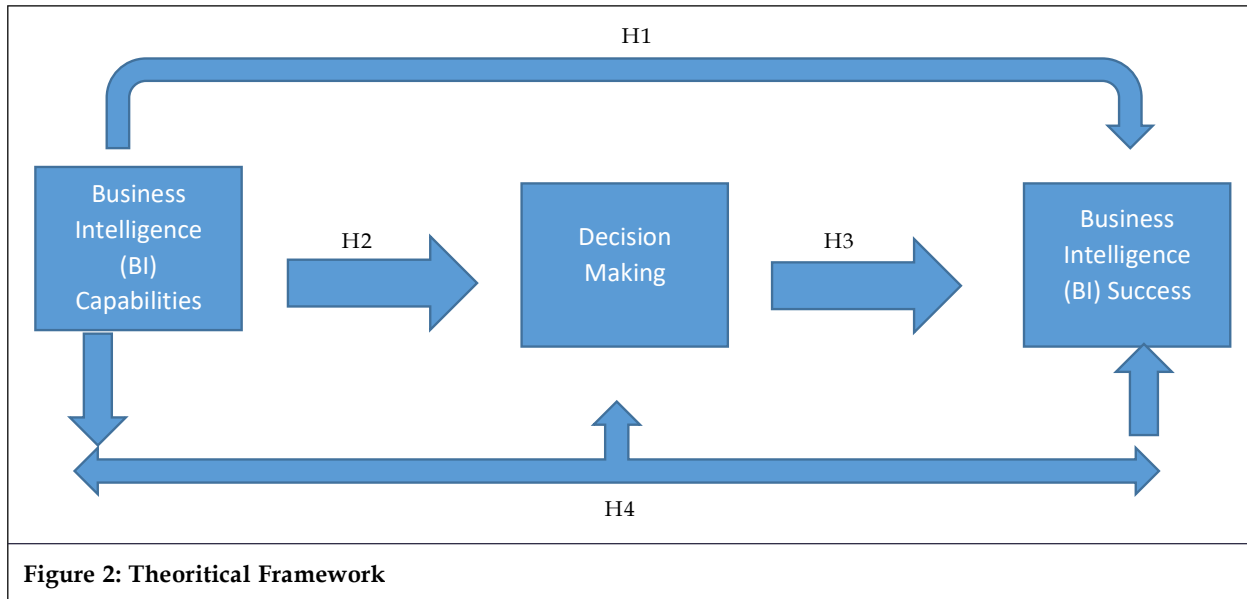 H1
Business
Intelligence
(BI)
Capabilities
H2
Decision
Making
H3
Business
Intelligence
(BI) Success
H4
Figure 2: Theoritical Framework